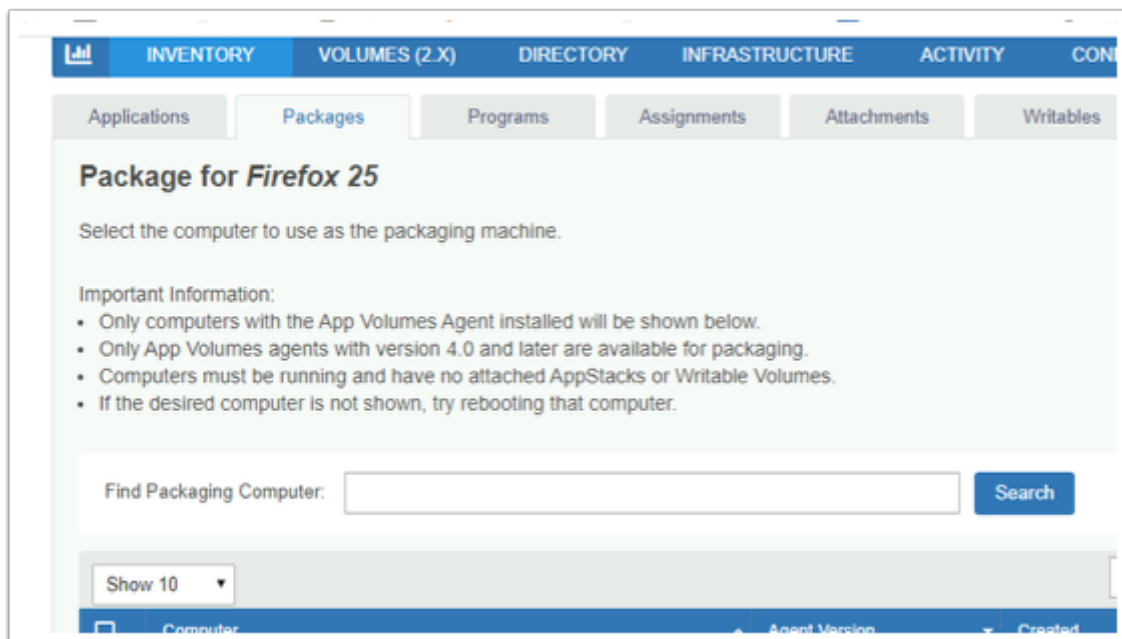 INVENTORY VOLUMES (2.X) DIRECTORY INFRASTRUCTURE ACTIVITY
Applications Packages Programs Assignments Attachments Writables
Package for Firefox 25
Select the computer to use as the packaging machine.
Important Information:
• Only computers with the App Volumes Agent installed will be shown below.
• Only App Volumes agents with version 4.0 and later are available for packaging.
• Computers must be running and have no attached AppStacks or Writable Volumes.
• If the desired computer is not shown, try rebooting that computer.
Find Packaging Computer: Search
Show 10
Computer Agent Version Created